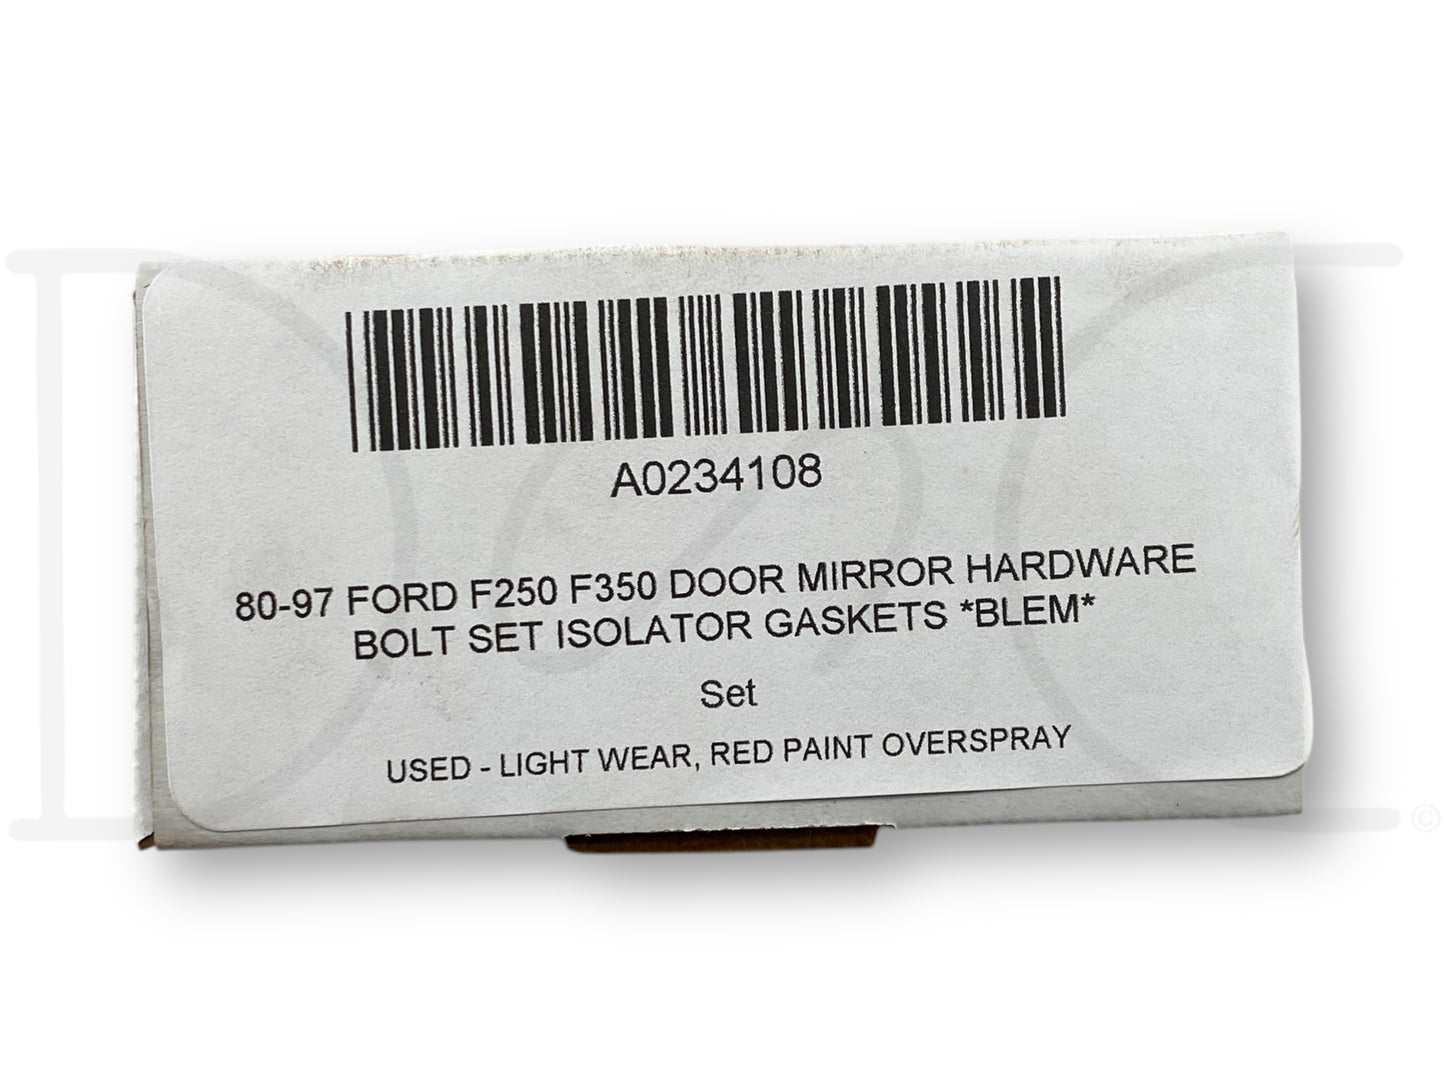 A0234108
80-97 FORD F250 F350 DOOR MIRROR HARDWARE
BOLT SET ISOLATOR GASKETS *BLEM*
Set
USED - LIGHT WEAR, RED PAINT OVERSPRAY